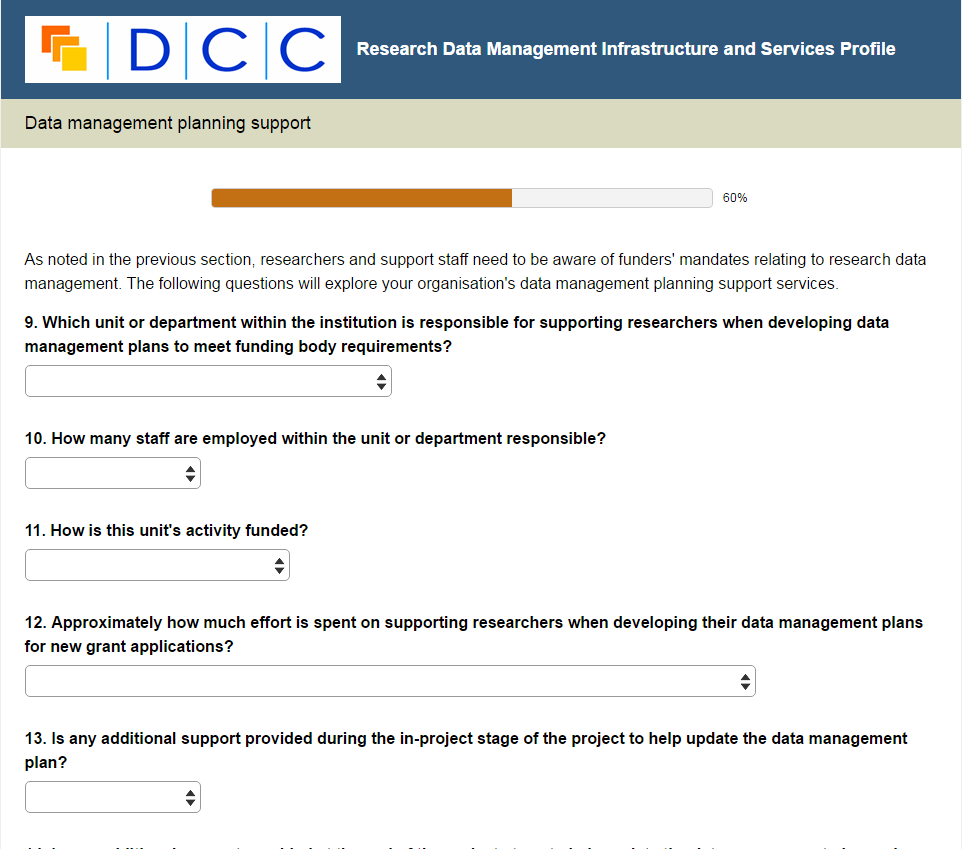 DCC
Research Data Management Infrastructure and Services Profile
Data management planning support
60%
As noted in the previous section, researchers and support staff need to be aware of funders' mandates relating to research data
management. The following questions will explore your organisation's data management planning support services.
9. Which unit or department within the institution is responsible for supporting researchers when developing data
management plans to meet funding body requirements?
10. How many staff are employed within the unit or department responsible?
11. How is this unit's activity funded?
12. Approximately how much effort is spent on supporting researchers when developing their data management plans
for new grant applications?
13. Is any additional support provided during the in-project stage of the project to help update the data management
plan?